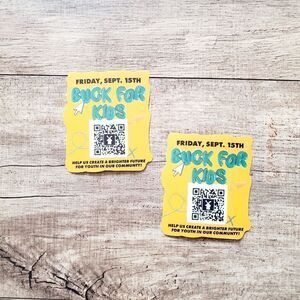 FRIDAY, SEPT. 15TH
BUCK FOR
KIDS
HELP US CREATE A BRIGHTER FUTURE
FOR YOUTH IN OUR COMMUNITY!
FRIDAY, SEPT. 15TH
BUCK FOR
KIDS
HELP US CREATE A BRIGHTER FUTURE
FOR YOUTH IN OUR COMMUNITY!